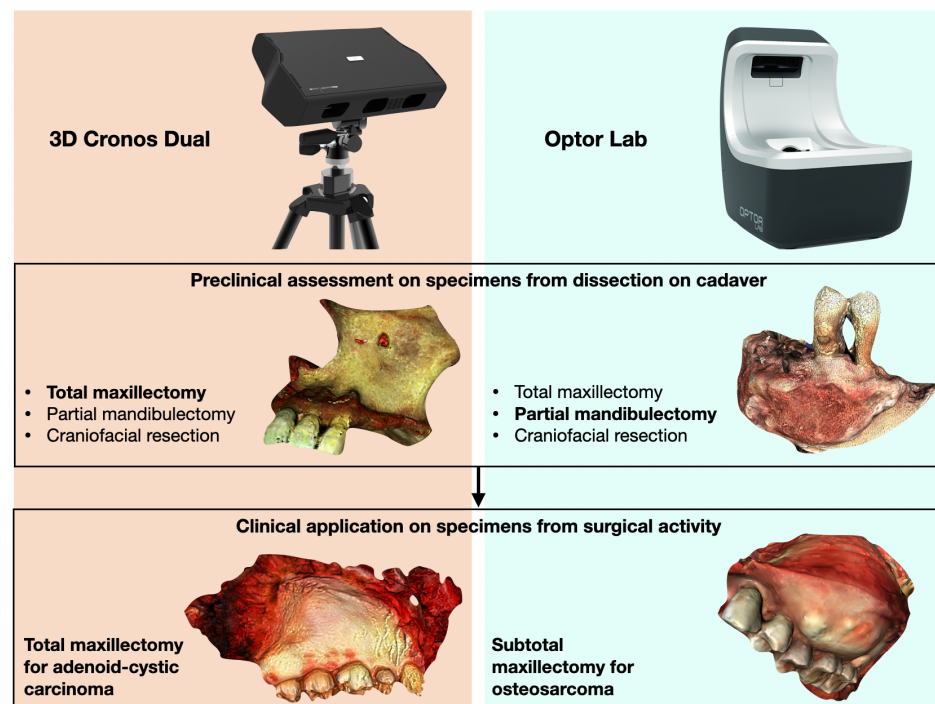 3D Cronos Dual
Optor Lab
OPTOR
LAB
Preclinical assessment on specimens from dissection on cadaver
• Total maxillectomy
• Partial mandibulectomy
• Craniofacial resection
• Total maxillectomy
• Partial mandibulectomy
• Craniofacial resection
Clinical application on specimens from surgical activity
Total maxillectomy
for adenoid-cystic
carcinoma
Subtotal
maxillectomy for
osteosarcoma